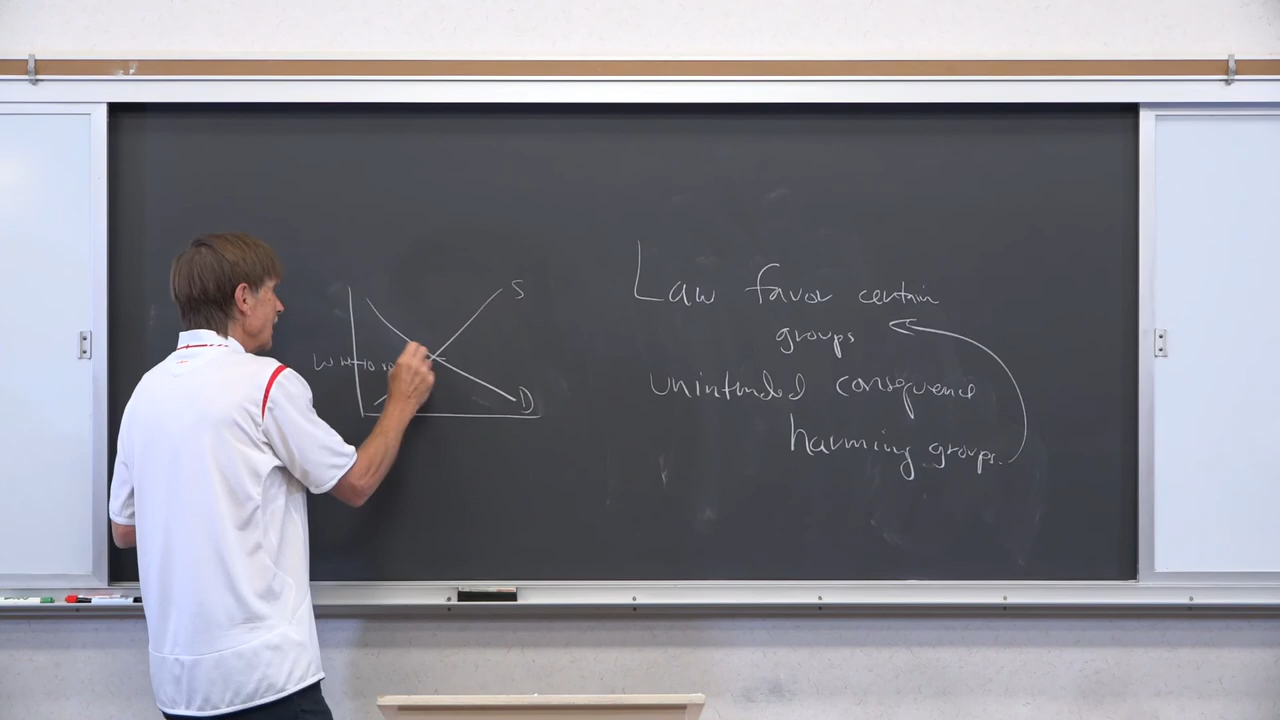 S
D
Law favor certain
groups
unintended consequence
harming groups.